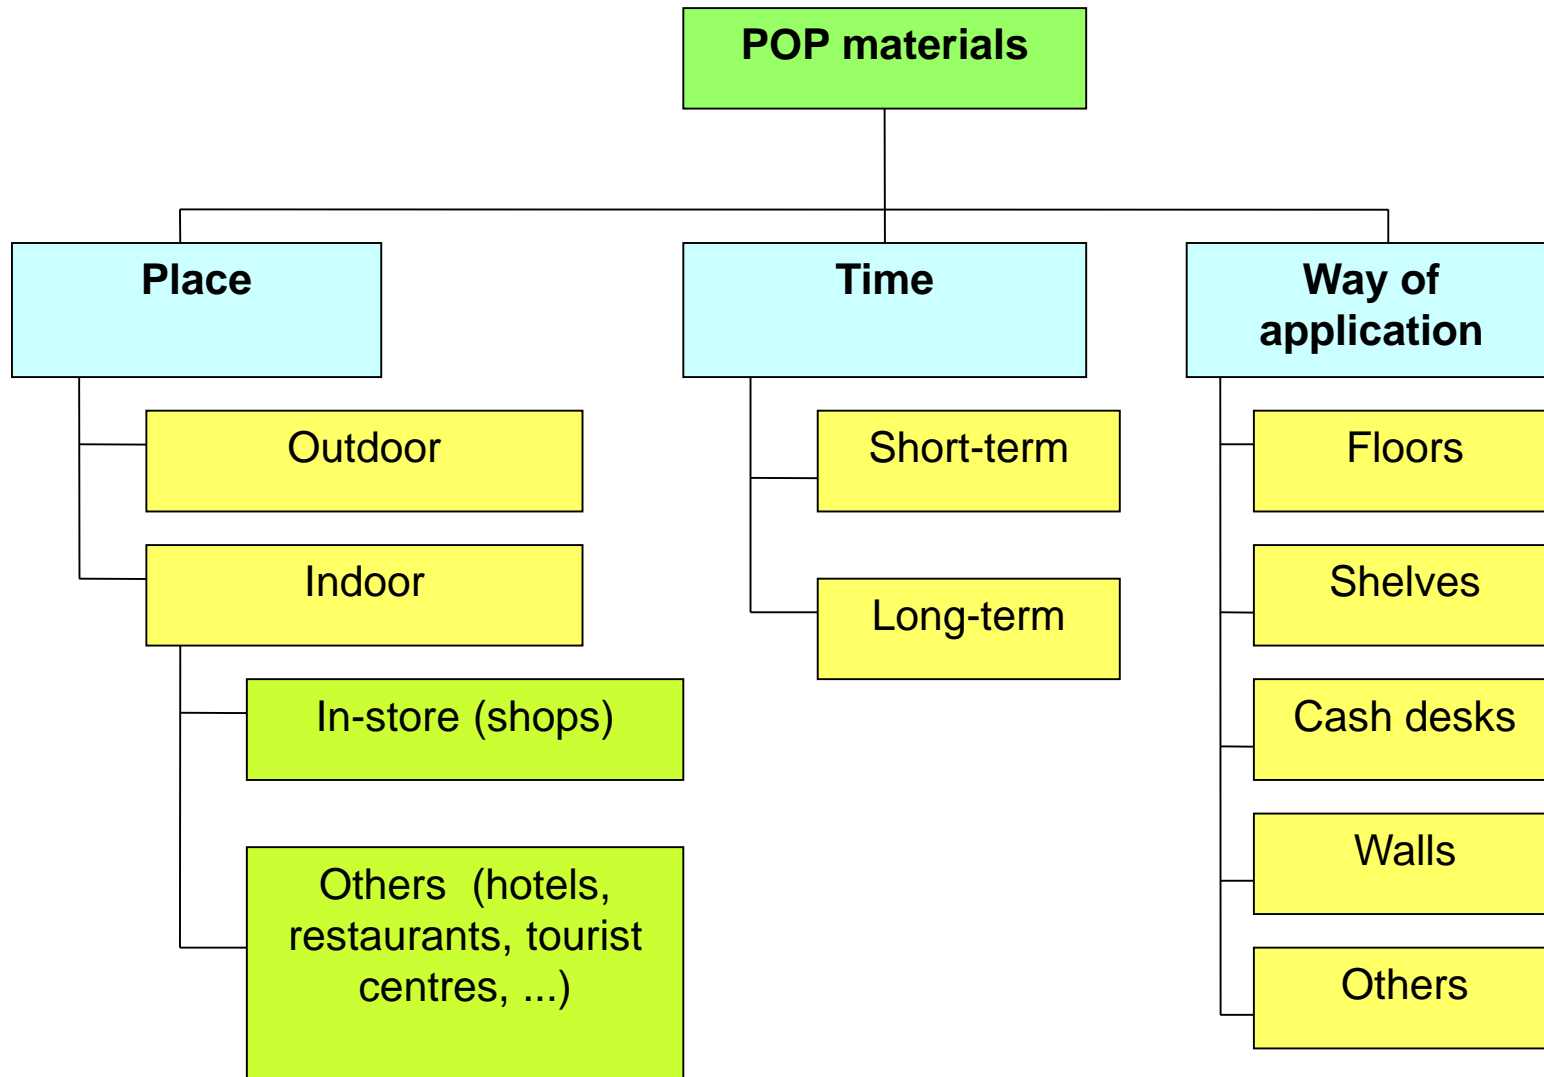 POP materials
Place
Time
Way of
application
Outdoor
Short-term
Floors
Indoor
Long-term
Shelves
In-store (shops)
Cash desks
Others  (hotels,
restaurants, tourist
centres, ...)
Walls
Others